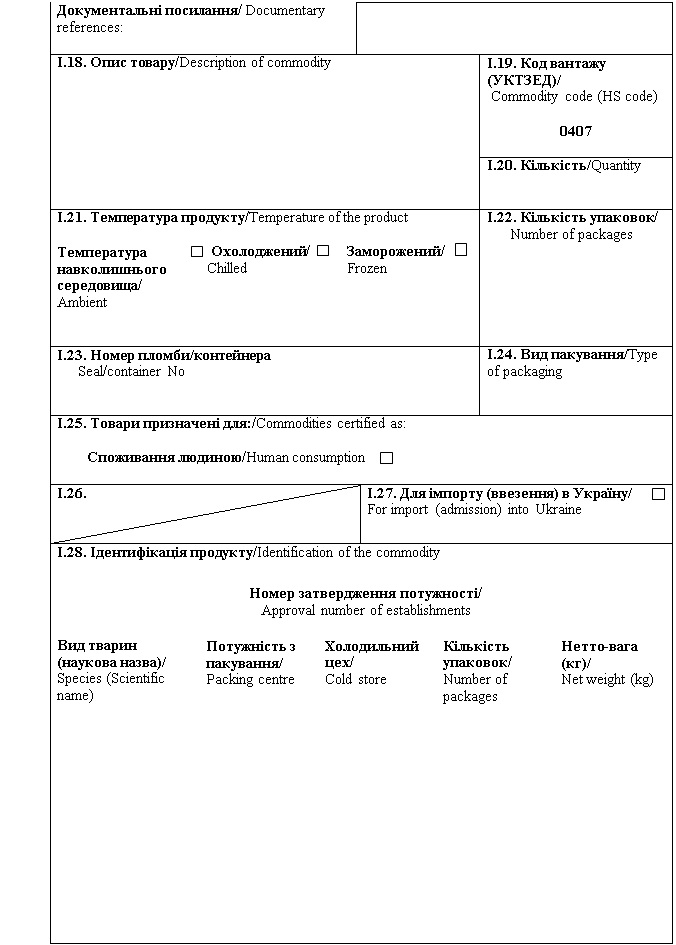 Документальні посилання/ Documentary
references:
I.18. Опис товару/Description of commodity
I.19. Код вантажу
(УКТЗЕД)/
Commodity code (HS code)
0407
I.20. Кількість/Quantity
I.21. Температура продукту/Temperature of the product
Температура
навколишнього
середовища/
Ambient
Охолоджений/
Chilled
Заморожений/
Frozen
I.22. Кількість упаковок/
Number of packages
I.23. Номер пломби/контейнера
Seal/container No
I.24. Вид пакування/Type
of packaging
I.25. Товари призначені для:/Commodities certified as:
Споживання людиною/Human consumption
I.26.
I.27. Для імпорту (ввезення) в Україну/
For import (admission) into Ukraine
I.28. Ідентифікація продукту/Identification of the commodity
Номер затвердження потужності/
Approval number of establishments
Вид тварин
(наукова назва)/
Species (Scientific
name)
Потужність з
пакування/
Packing centre
Холодильний
цех/
Cold store
Кількість
упаковок/
Number of
packages
Нетто-вага
(кг)/
Net weight (kg)